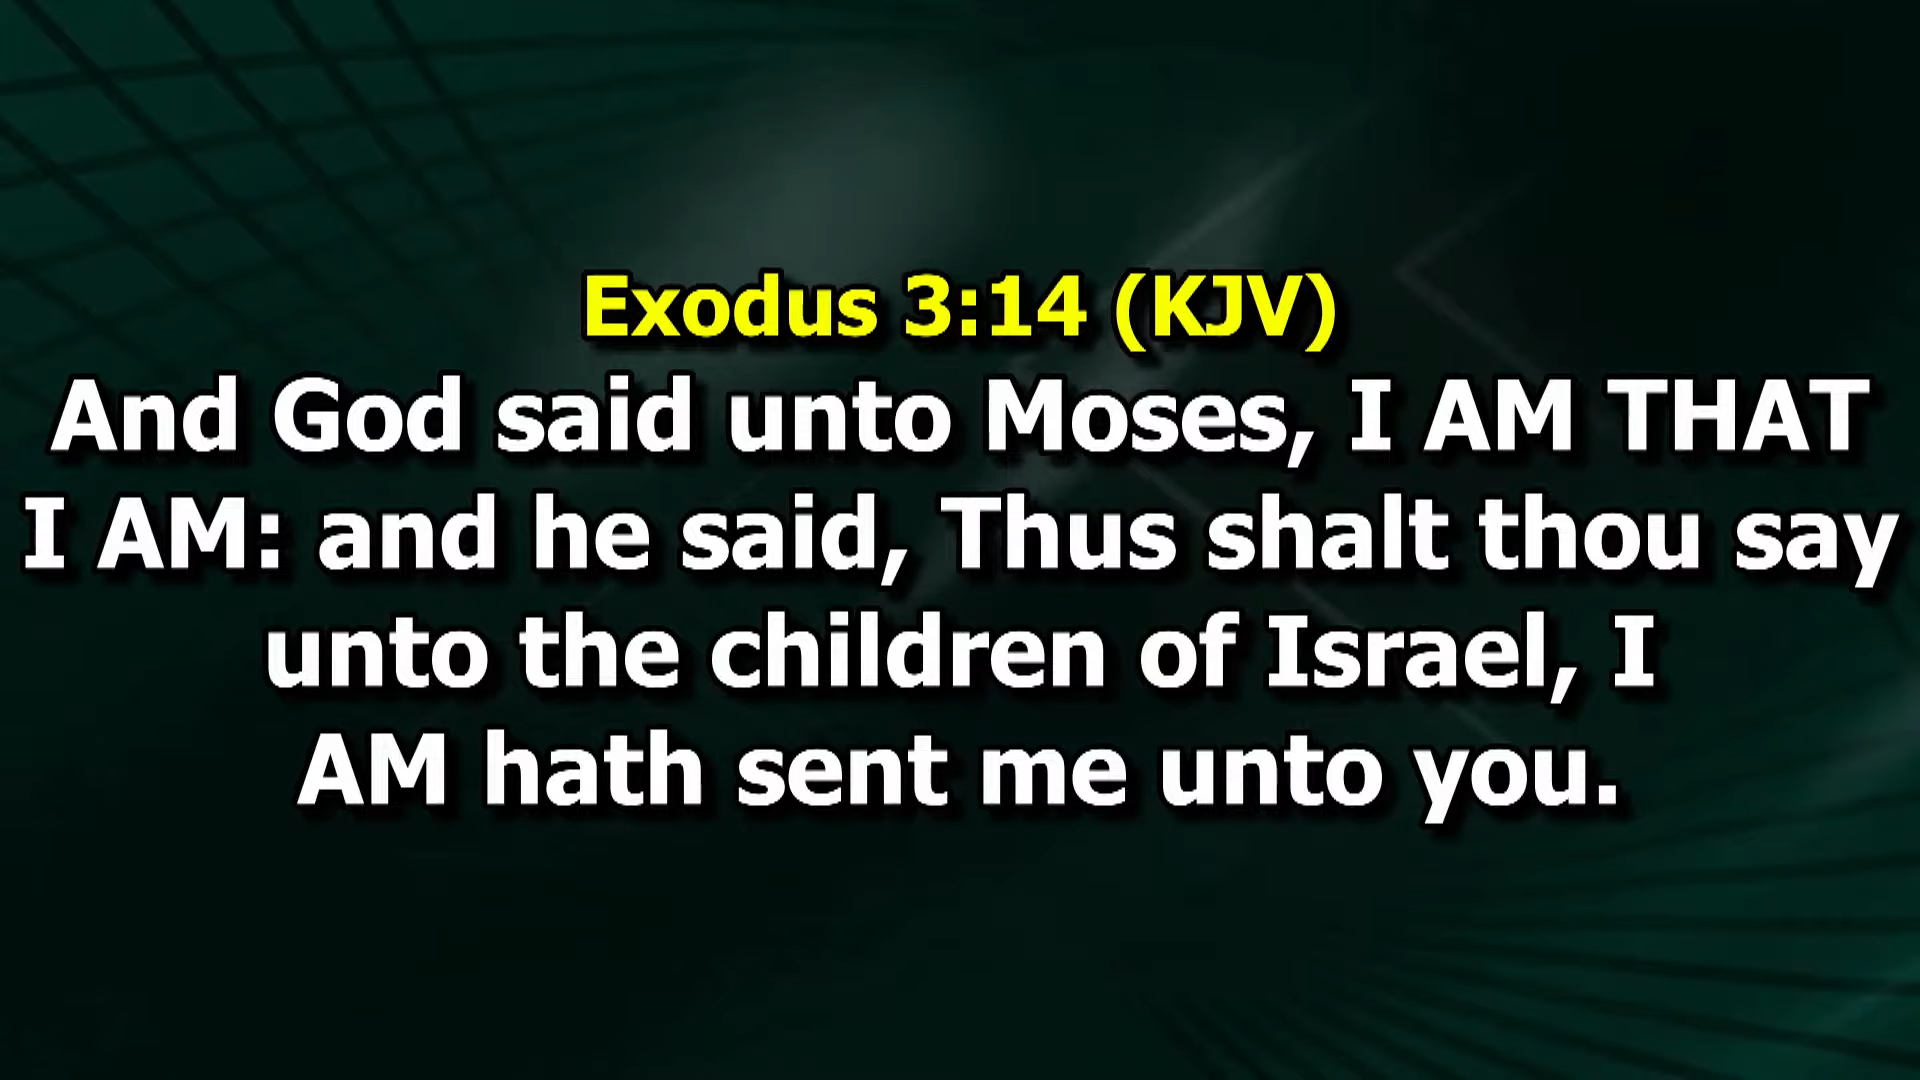 Exodus 3:14 (KJV)
And God said unto Moses, I AM THAT
I AM: and he said, Thus shalt thou say
unto the children of Israel, I
AM hath sent me unto you.